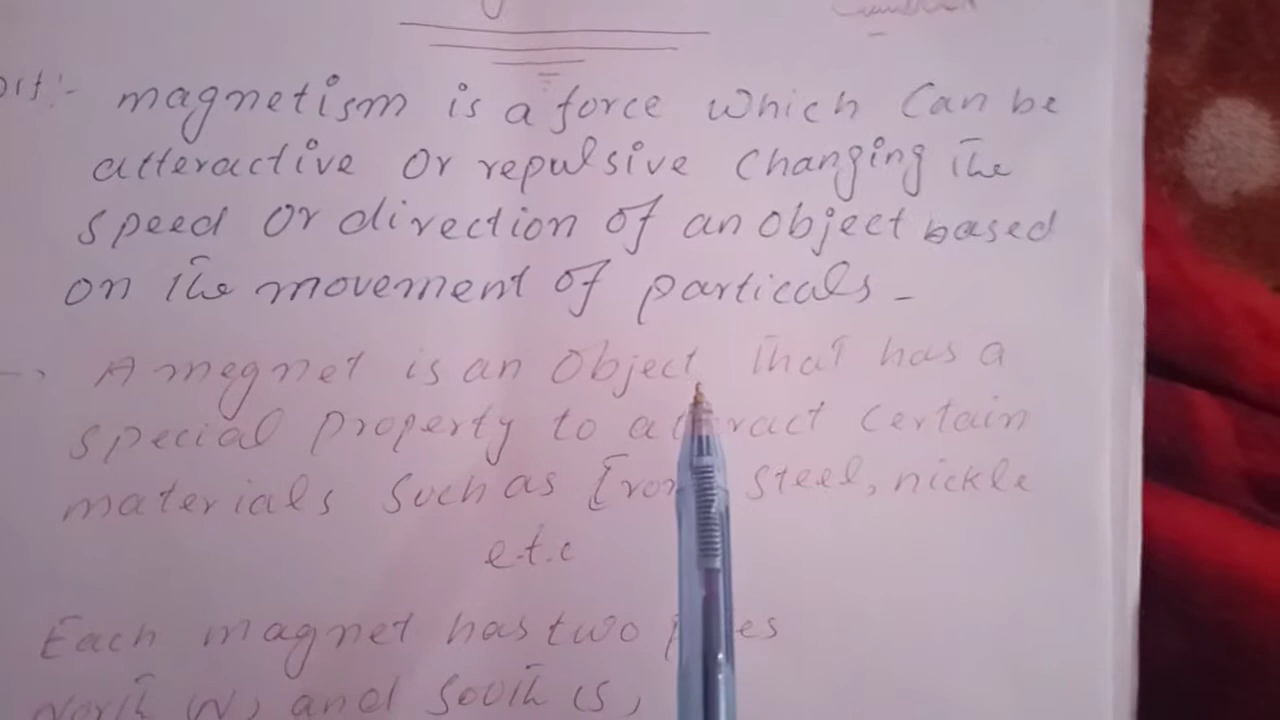 magnetism is a force which can be
atteractive or repulsive changing the
speed or direction of an object based
on the movement of particals -
→ A megnet is an object that has a
special property to certain
materials such as steel, nickle
e.t.c
Each magnet has two
North (N) and South (S)